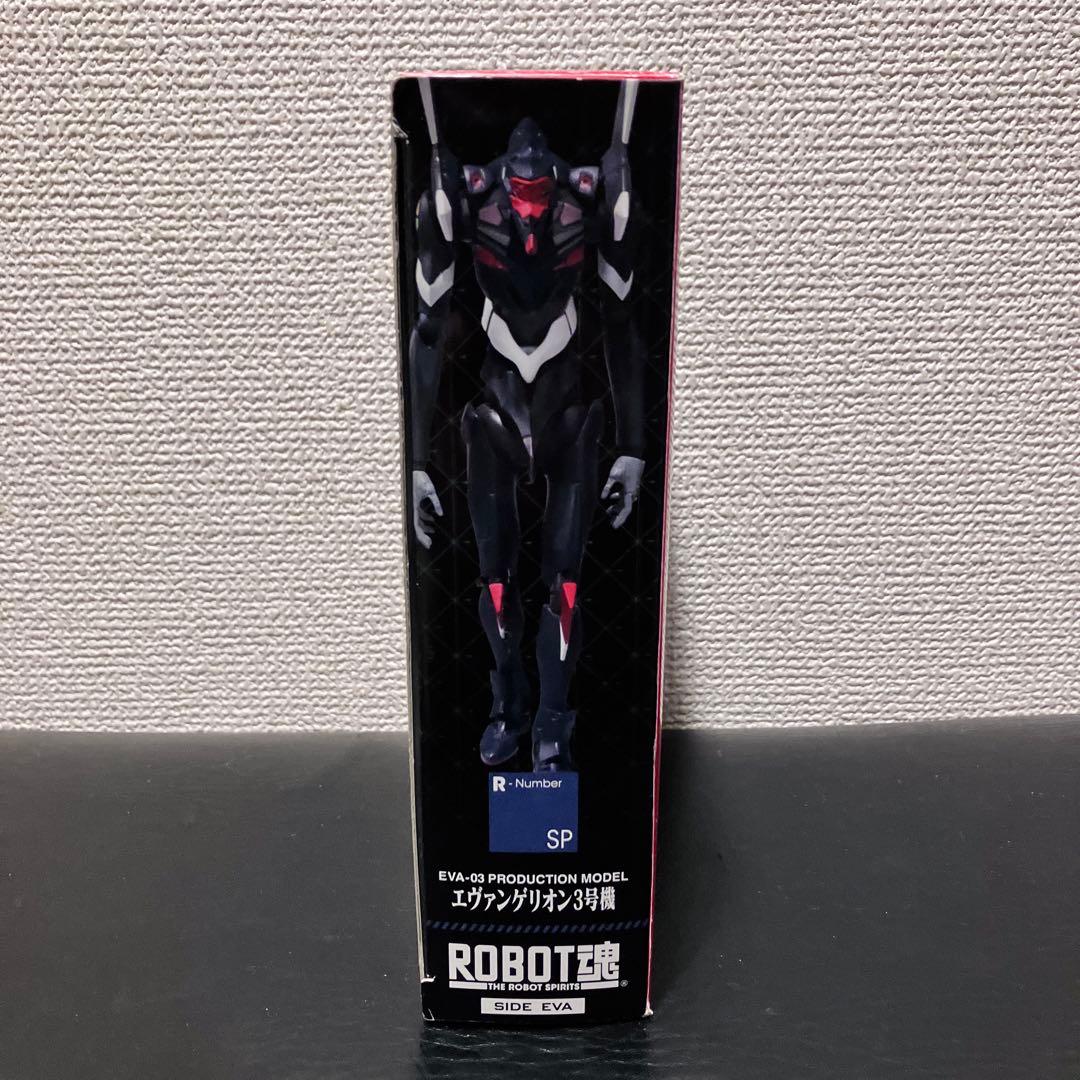 R - Number
SP
EVA-03 PRODUCTION MODEL
エヴァンゲリオン3号機
ROBOT魂
THE ROBOT SPIRITS
®
SIDE EVA